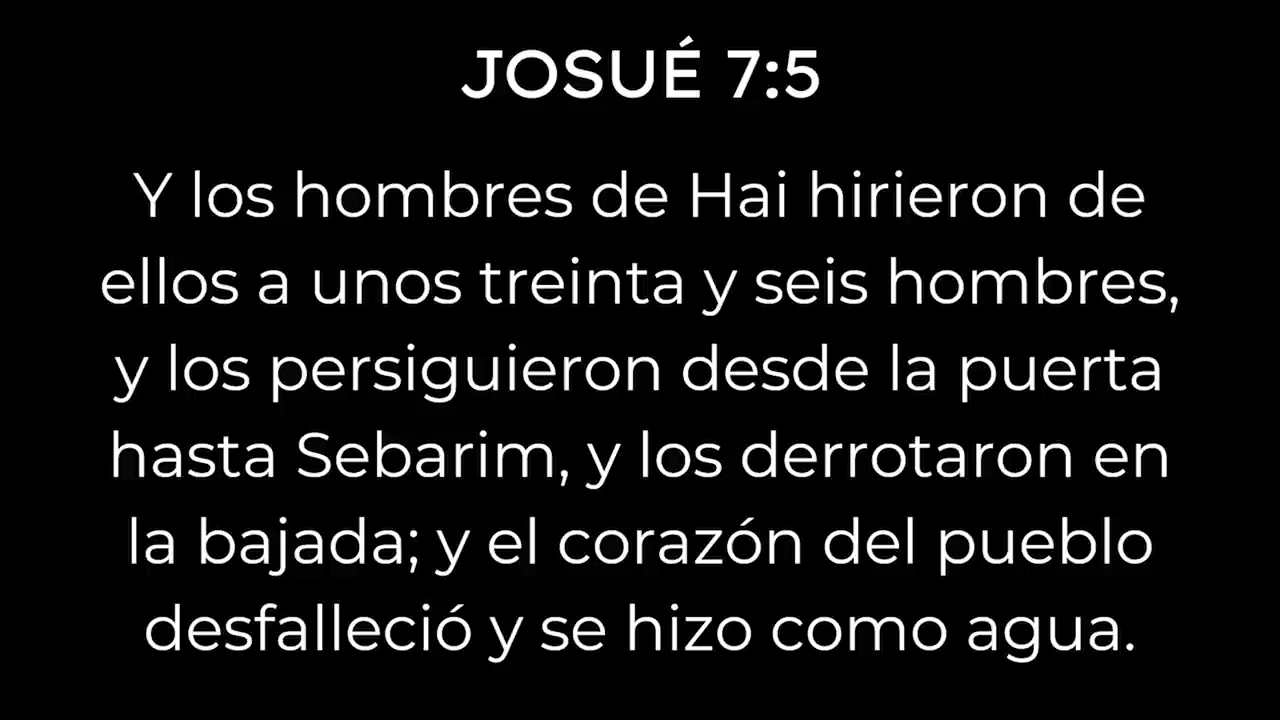 JOSUÉ 7:5
Y los hombres de Hai hirieron de
ellos a unos treinta y seis hombres,
y los persiguieron desde la puerta
hasta Sebarim, y los derrotaron en
la bajada; y el corazón del pueblo
desfalleció y se hizo como agua.